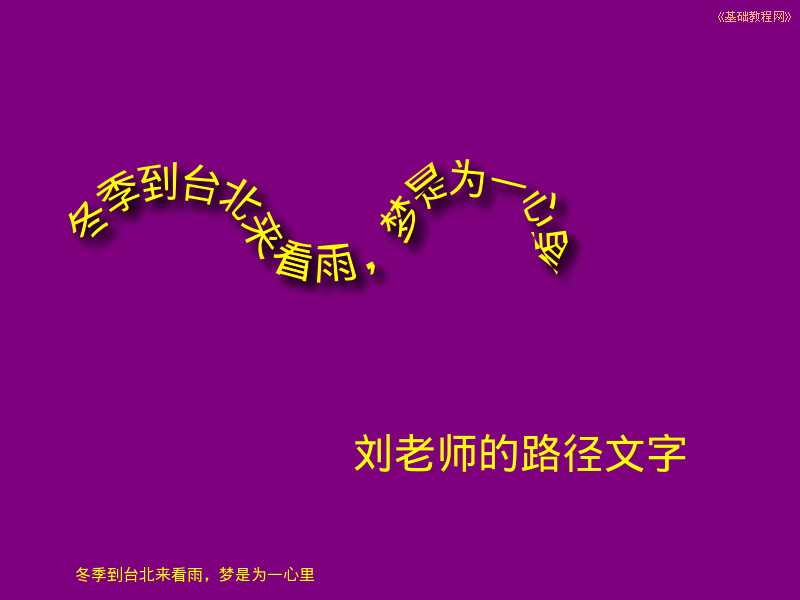 《基础教程网》
冬季到台北来看雨，梦是为一心
刘老师的路径文字
冬季到台北来看雨，梦是为一心里